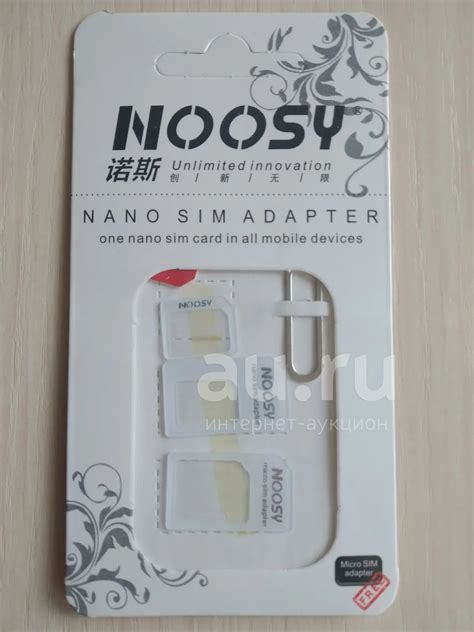 NOOSY®
诺斯 Unlimited innovation
创/新/无/限
NANO SIM ADAPTER
one nano sim card in all mobile devices
NOOSY
NOOSY
nano sim adapter
au.ru
интернет-аукцион
NOOSY
micro sim adapter
Micro SIM
adapter
FREE